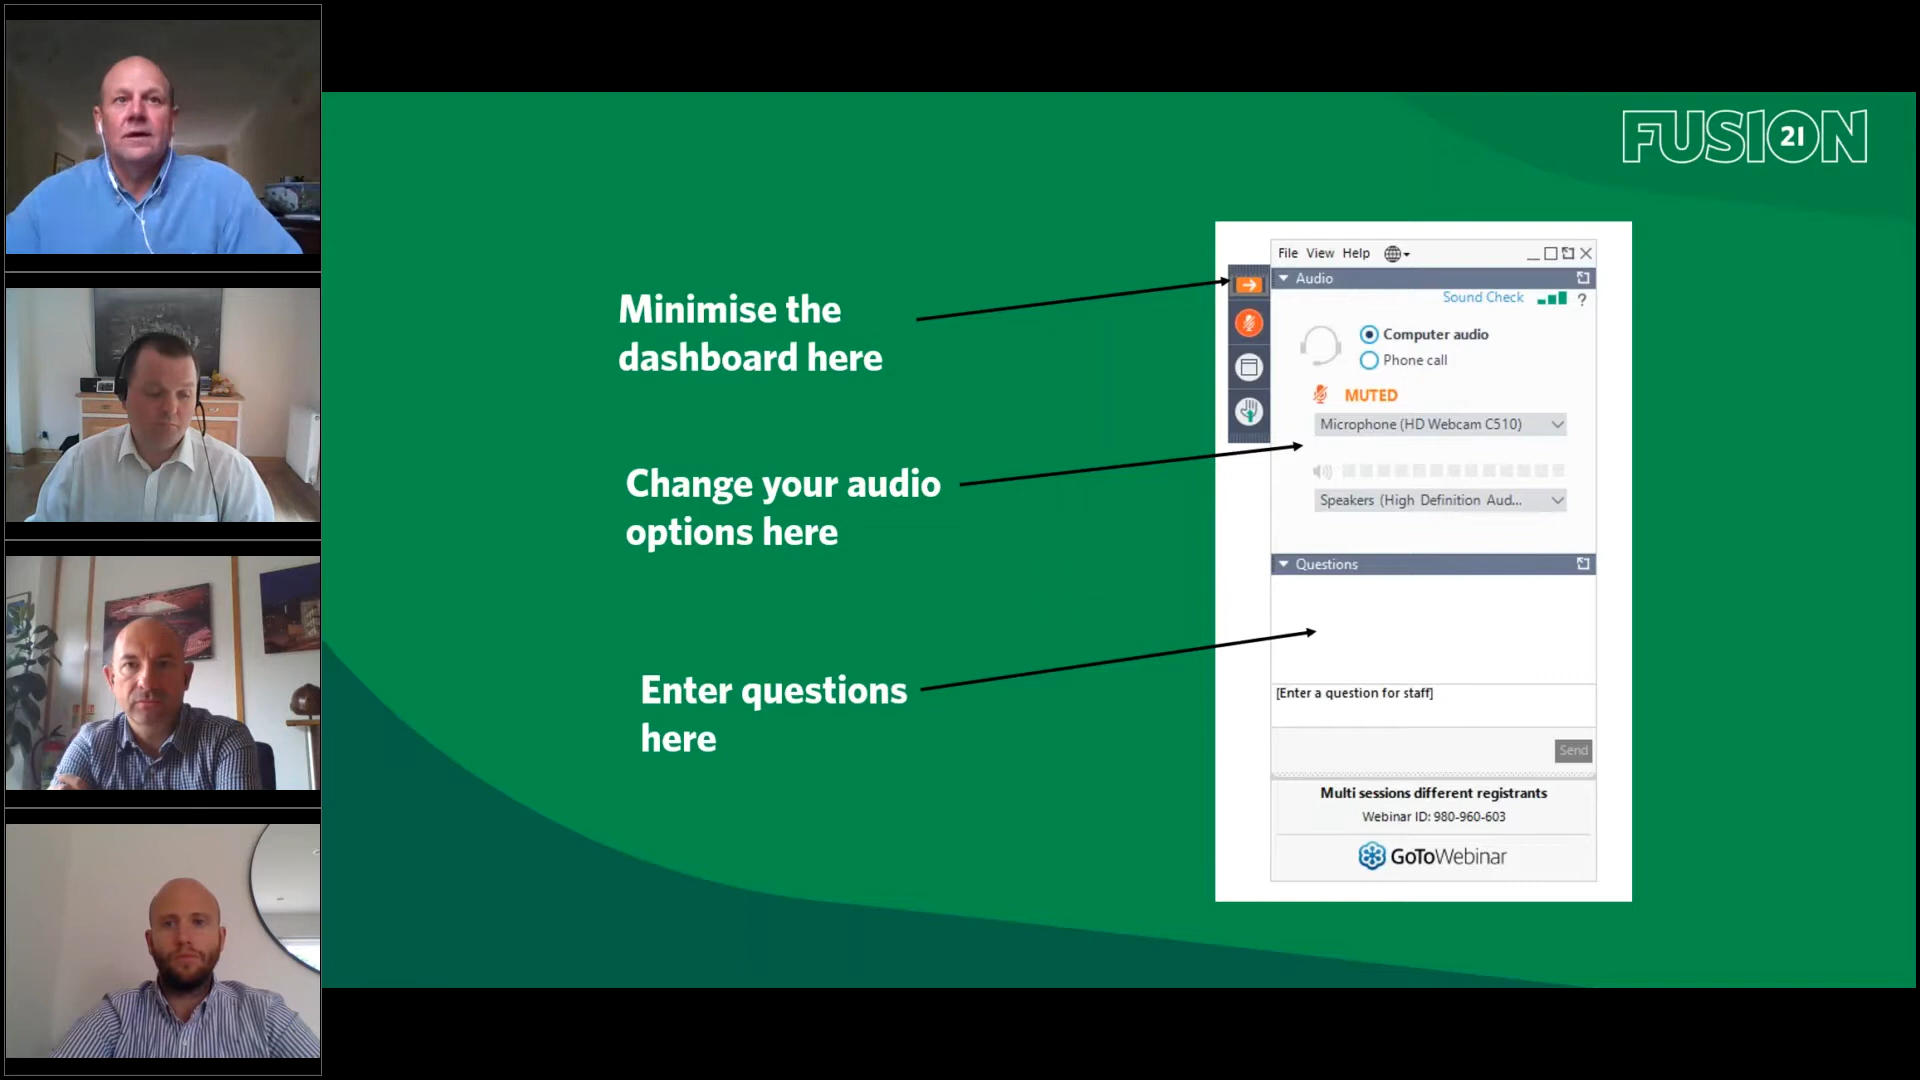 FUSION 21
Minimise the
dashboard here
Change your audio
options here
Enter questions
here
File View Help
Audio
Sound Check ?
Computer audio
Phone call
MUTED
Microphone (HD Webcam C510)
Speakers (High Definition Aud...
Questions
[Enter a question for staff]
Send
Multi sessions different registrants
Webinar ID: 980-960-603
GoToWebinar